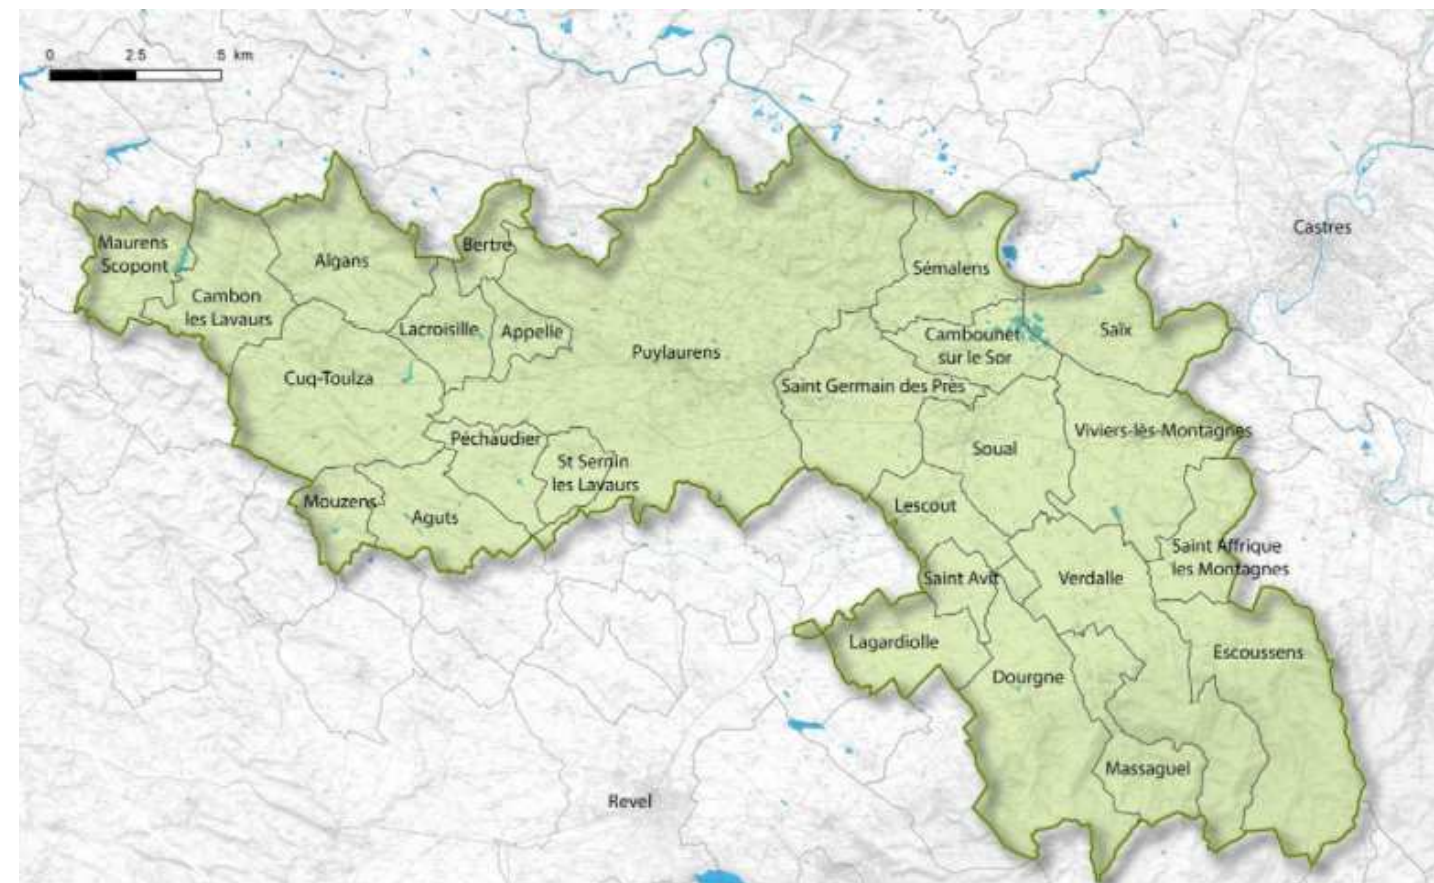 0 2.5 5 km
Castres
Maurens
Scopont
Bertre
Algans
Sémalens
Cambon
les Lavaurs
Lacroisille
Appelle
Cambounet
sur le Sor
Saïx
Puylaurens
Cuq-Toulza
Saint Germain des Près
Viviers-lès-Montagnes
Péchaudier
Soual
St Sernin
les Lavaurs
Mouzens
Aguts
Lescout
Saint Affrique
les Montagnes
Saint Avit
Verdalle
Lagardiolle
Escoussens
Dourgne
Massaguel
Revel